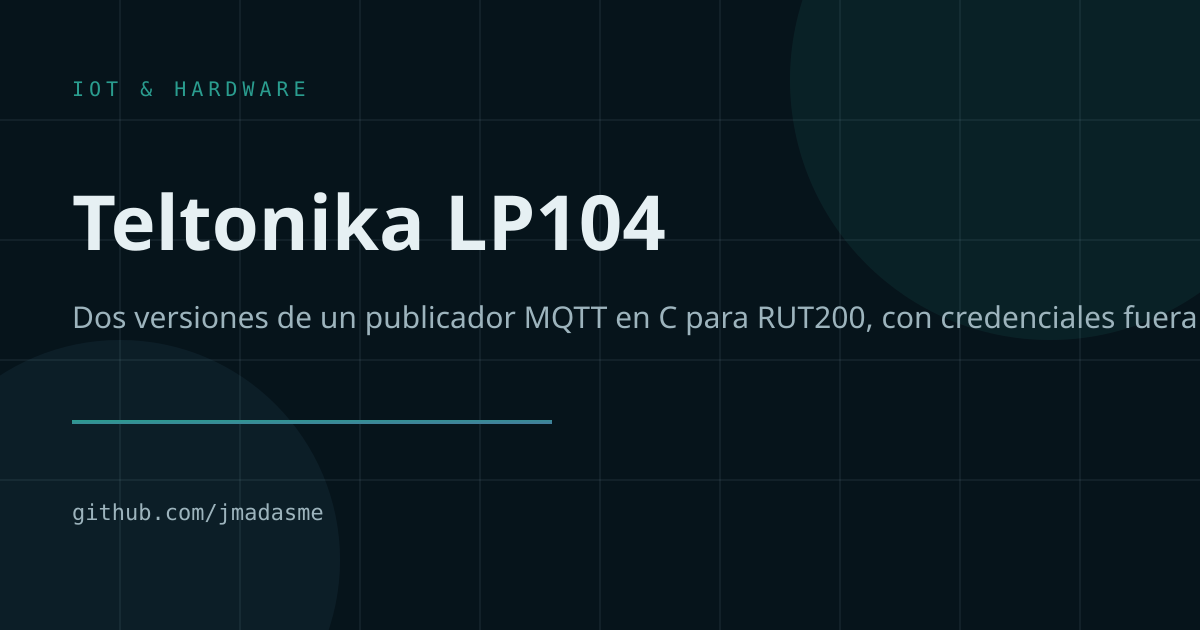 IOT & HARDWARE
Teltonika LP104
Dos versiones de un publicador MQTT en C para RUT200, con credenciales fuera
github.com/jmadasme